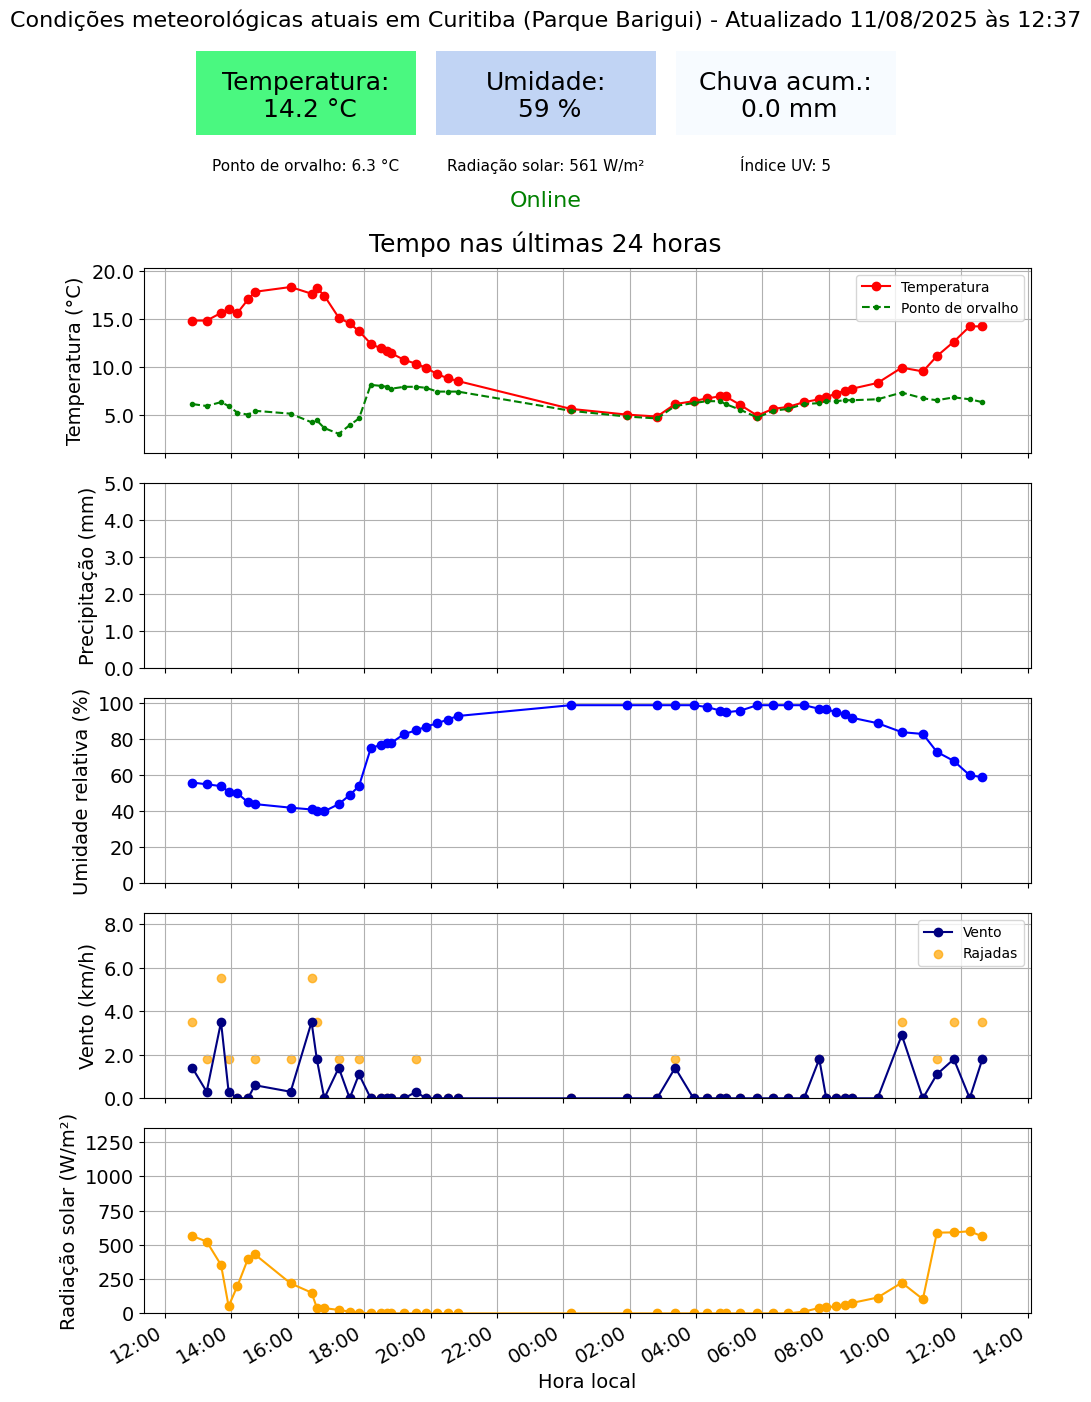 Condições meteorológicas atuais em Curitiba (Parque Barigui) - Atualizado 11/08/2025 às 12:37
Temperatura:
14.2 °C
Umidade:
59 %
Chuva acum.:
0.0 mm
Ponto de orvalho: 6.3 °C
Radiação solar: 561 W/m²
Índice UV: 5
Online
Tempo nas últimas 24 horas
Temperatura (°C)
20.0
15.0
10.0
5.0
Temperatura
Ponto de orvalho
Precipitação (mm)
5.0
4.0
3.0
2.0
1.0
0.0
Umidade relativa (%)
100
80
60
40
20
0
Vento (km/h)
8.0
6.0
4.0
2.0
0.0
Vento
Rajadas
Radiação solar (W/m²)
1250
1000
750
500
250
0
12:00
14:00
16:00
18:00
20:00
22:00
00:00
02:00
04:00
06:00
08:00
10:00
12:00
14:00
Hora local